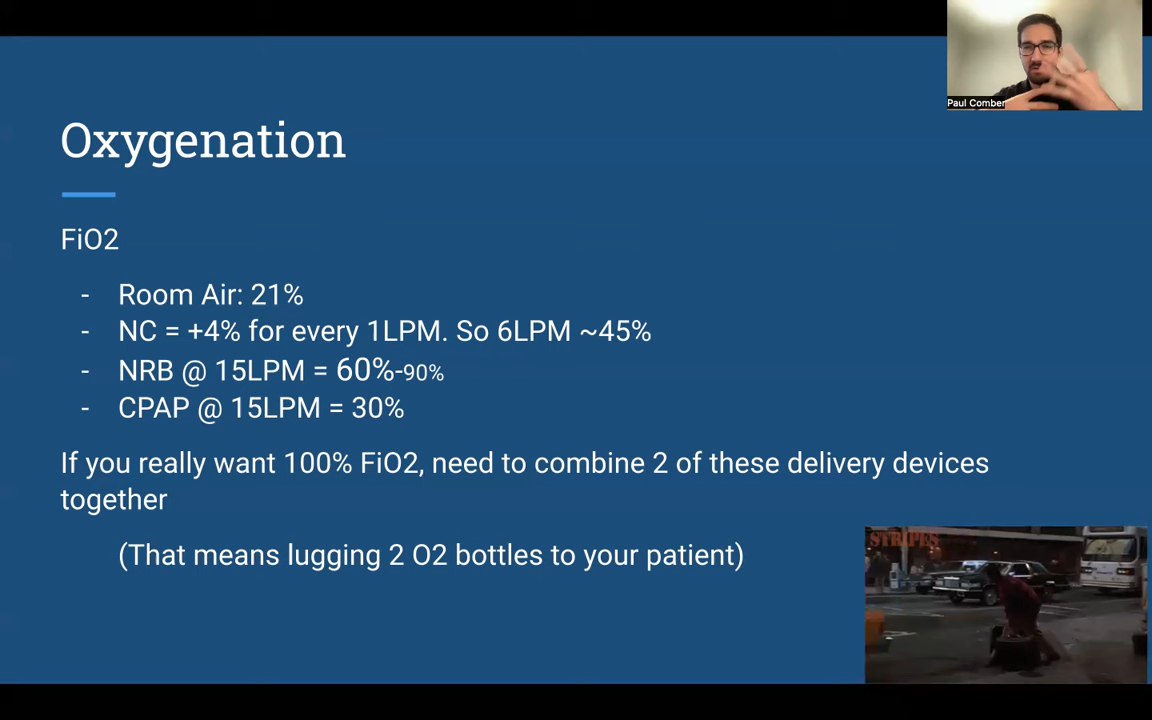 Paul Comber
Oxygenation
FiO2
- Room Air: 21%
- NC = +4% for every 1LPM. So 6LPM ~45%
- NRB @ 15LPM = 60%-90%
- CPAP @ 15LPM = 30%
If you really want 100% FiO2, need to combine 2 of these delivery devices
together
(That means lugging 2 O2 bottles to your patient)
STRIPES